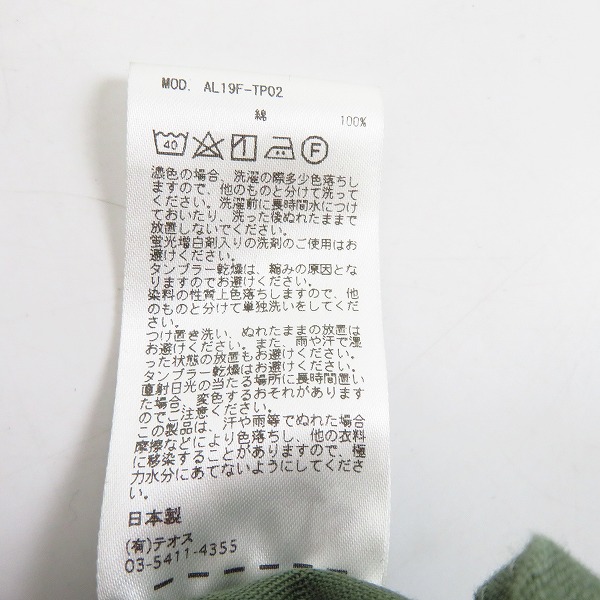 MOD. AL19F-TP02
綿 100%
40 F
濃色の場合、洗濯の際多少色落ちし
ますので、他のものと分けて洗って
ください。洗濯前に長時間水につけ
ておいたり、洗った後ぬれたままで
放置しないでください。
蛍光増白剤入りの洗剤のご使用はお
避けください。
タンブラー乾燥は、縮みの原因とな
りますのでお避けください。
染料の性質上色落ちしますので、他
のものと分けて単独洗いをしてくだ
さい。
つけ置き洗い、ぬれたままの放置は
お避けください。また、雨や汗で湿
った状態の放置もお避けください。
タンブラー乾燥はお避けください。
直射日光の当たる場所に長時間置い
た場合、変色するおそれがあります
のでご注意ください。
この製品は、汗や雨等でぬれた場合
摩擦などにより色落ちし、他の衣料
に移染することがありますので、極
力水分にあてないようにしてくださ
い。
日本製
(有)テオス
03-5411-4355